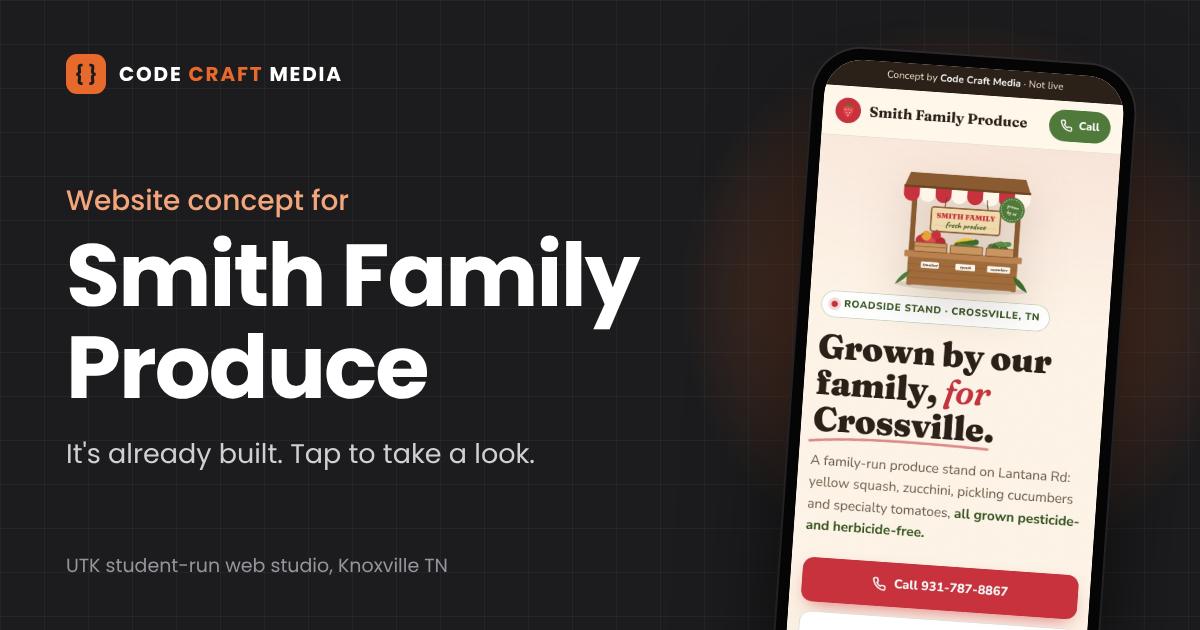 { } CODE CRAFT MEDIA
Website concept for
Smith Family
Produce
It's already built. Tap to take a look.
UTK student-run web studio, Knoxville TN
Concept by Code Craft Media · Not live
Smith Family Produce
Call
SMITH FAMILY
fresh produce
ROADSIDE STAND · CROSSVILLE, TN
Grown by our
family, for
Crossville.
A family-run produce stand on Lantana Rd:
yellow squash, zucchini, pickling cucumbers
and specialty tomatoes, all grown pesticide-
and herbicide-free.
Call 931-787-8867